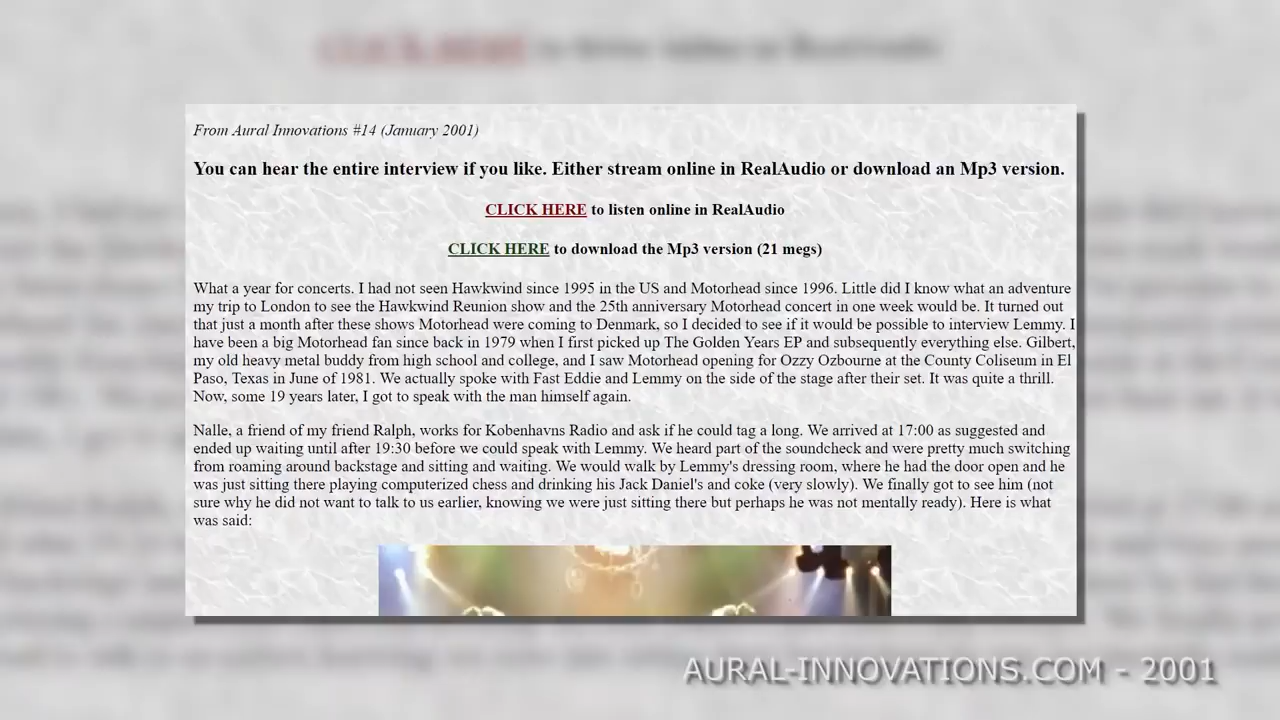 From Aural Innovations #14 (January 2001)
You can hear the entire interview if you like. Either stream online in RealAudio or download an Mp3 version.
CLICK HERE to listen online in RealAudio
CLICK HERE to download the Mp3 version (21 megs)
What a year for concerts. I had not seen Hawkwind since 1995 in the US and Motorhead since 1996. Little did I know what an adventure
my trip to London to see the Hawkwind Reunion show and the 25th anniversary Motorhead concert in one week would be. It turned out
that just a month after these shows Motorhead were coming to Denmark, so I decided to see if it would be possible to interview Lemmy. I
have been a big Motorhead fan since back in 1979 when I first picked up The Golden Years EP and subsequently everything else. Gilbert,
my old heavy metal buddy from high school and college, and I saw Motorhead opening for Ozzy Ozbourne at the County Coliseum in El
Paso, Texas in June of 1981. We actually spoke with Fast Eddie and Lemmy on the side of the stage after their set. It was quite a thrill.
Now, some 19 years later, I got to speak with the man himself again.
Nalle, a friend of my friend Ralph, works for Kobenhavns Radio and ask if he could tag a long. We arrived at 17:00 as suggested and
ended up waiting until after 19:30 before we could speak with Lemmy. We heard part of the soundcheck and were pretty much switching
from roaming around backstage and sitting and waiting. We would walk by Lemmy's dressing room, where he had the door open and he
was just sitting there playing computerized chess and drinking his Jack Daniel's and coke (very slowly). We finally got to see him (not
sure why he did not want to talk to us earlier, knowing we were just sitting there but perhaps he was not mentally ready). Here is what
was said:
AURAL-INNOVATIONS.COM - 2001